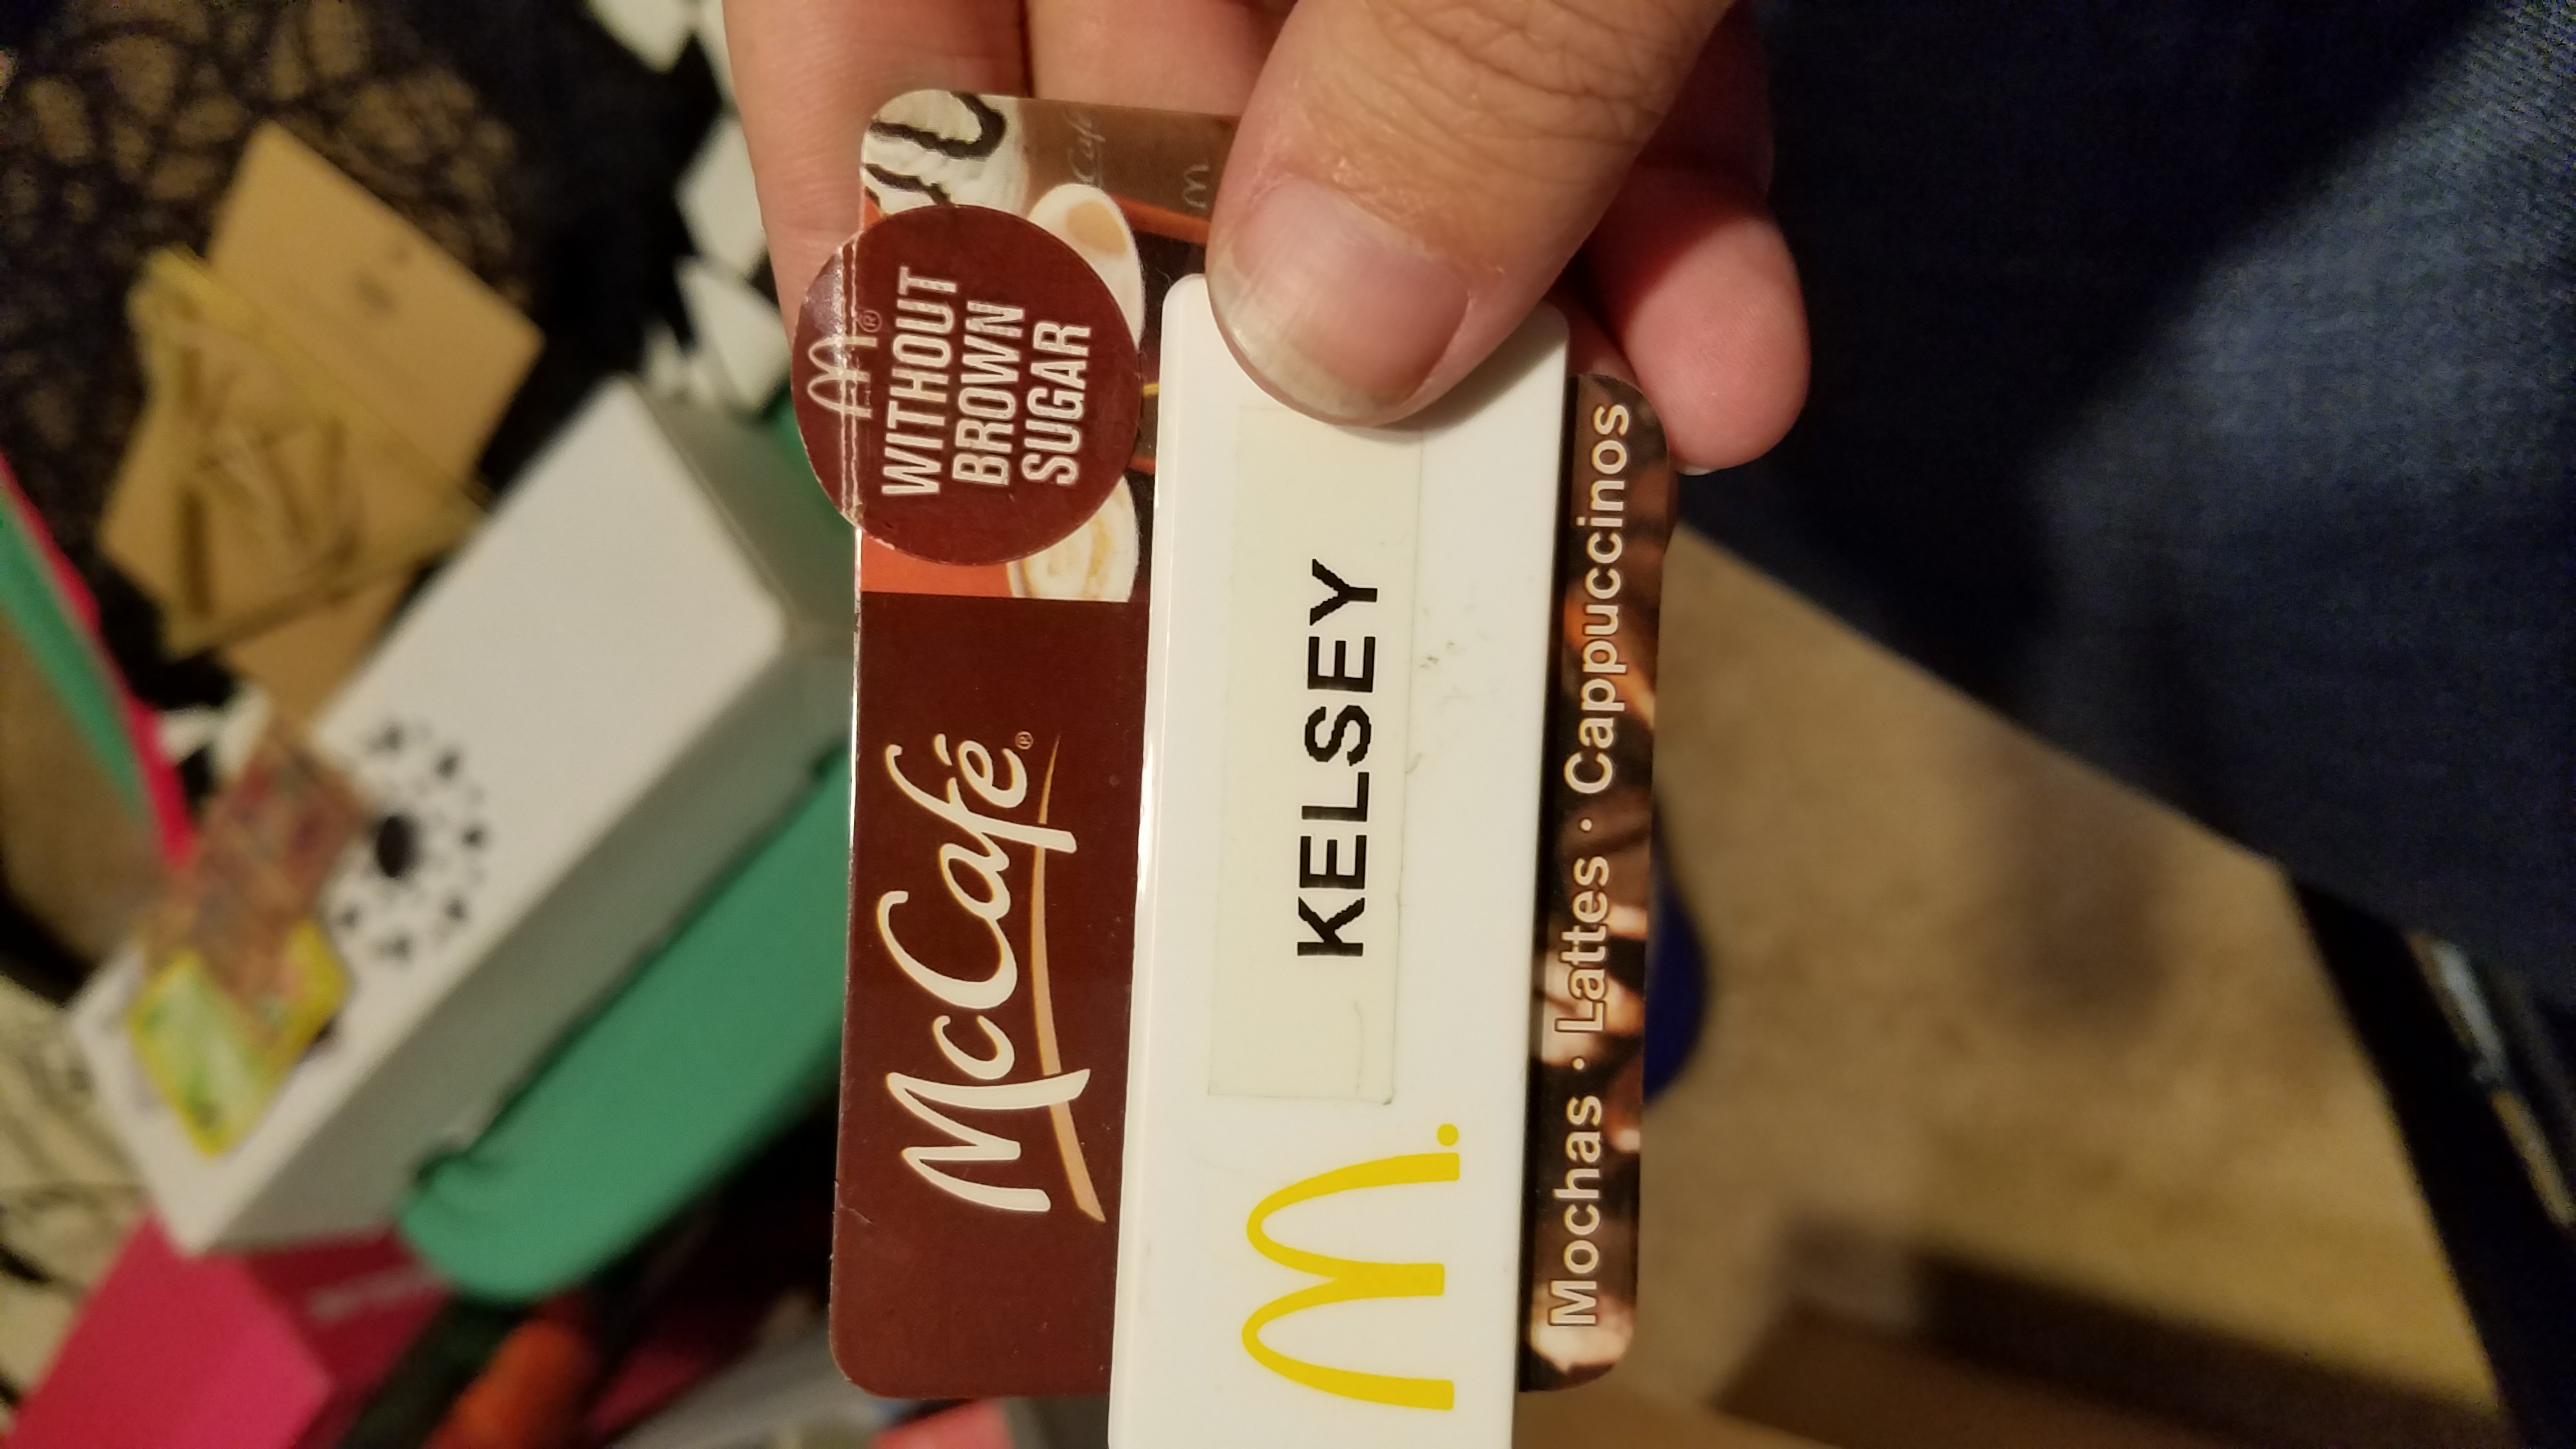 M®
WITHOUT
BROWN
SUGAR
McCafé®
KELSEY
M
Mochas · Lattes · Cappuccinos